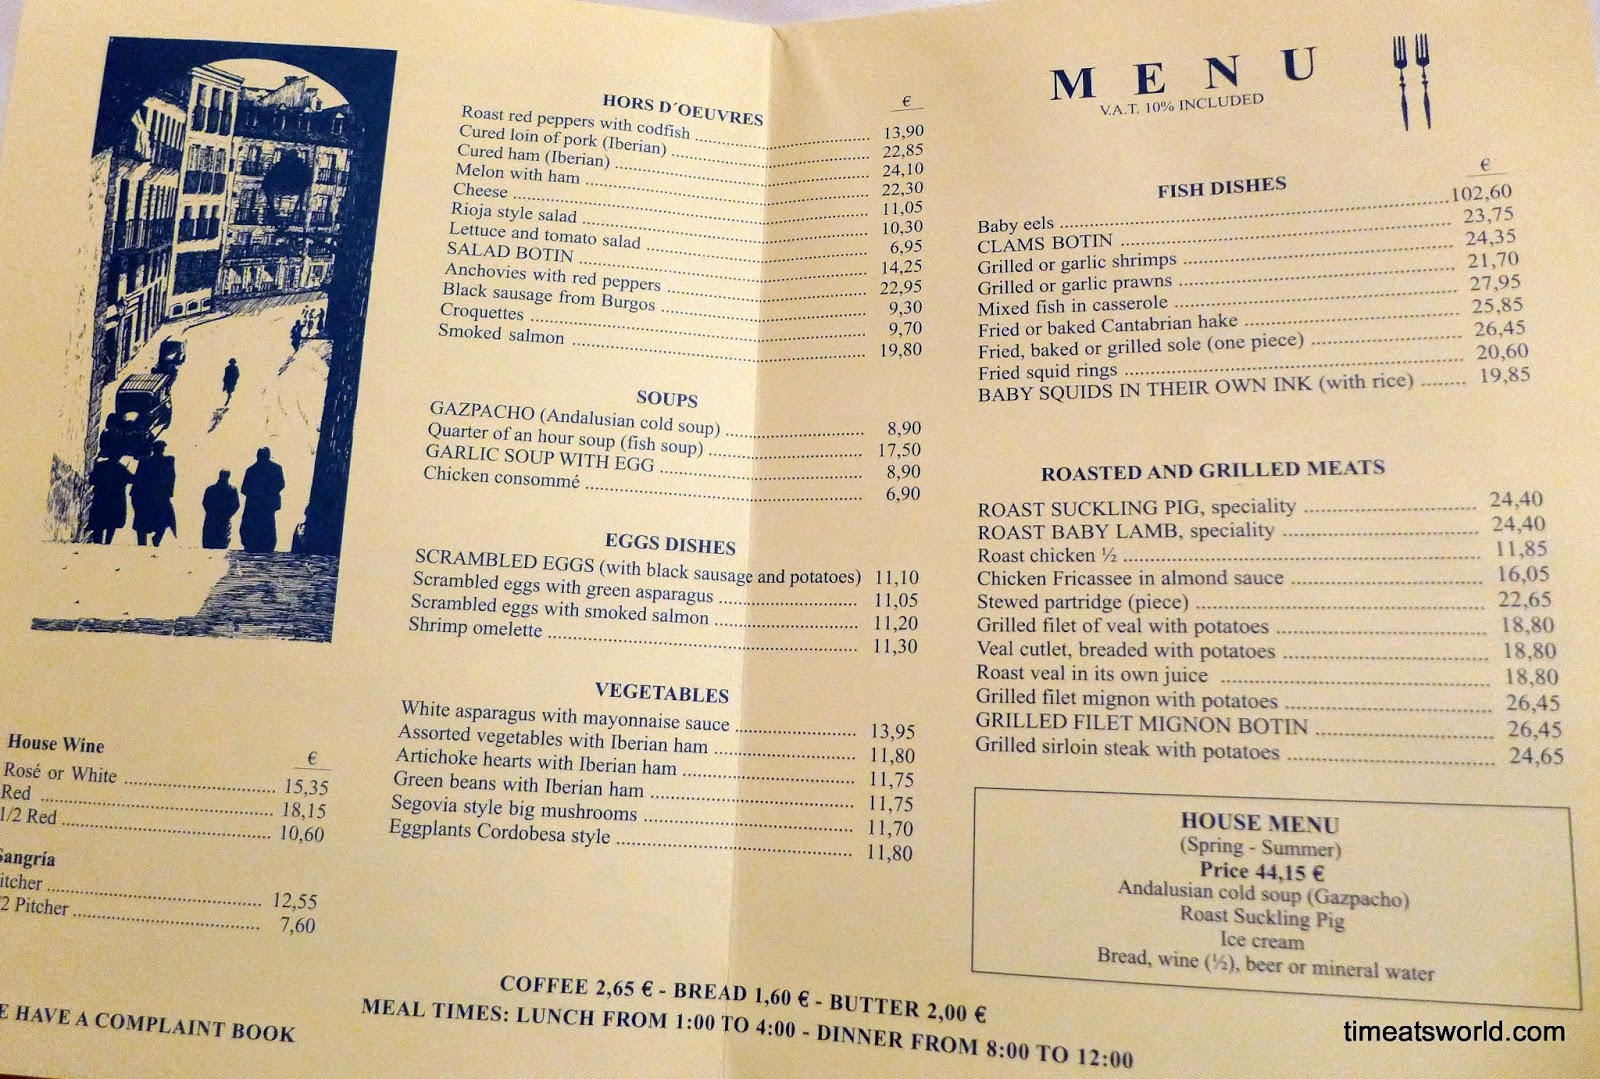 HORS D´OEUVRES €
Roast red peppers with codfish 13,90
Cured loin of pork (Iberian) 22,85
Cured ham (Iberian) 24,10
Melon with ham 22,30
Cheese 11,05
Rioja style salad 10,30
Lettuce and tomato salad 6,95
SALAD BOTIN 14,25
Anchovies with red peppers 22,95
Black sausage from Burgos 9,30
Croquettes 9,70
Smoked salmon 19,80
SOUPS
GAZPACHO (Andalusian cold soup) 8,90
Quarter of an hour soup (fish soup) 17,50
GARLIC SOUP WITH EGG 8,90
Chicken consommé 6,90
EGGS DISHES
SCRAMBLED EGGS (with black sausage and potatoes) 11,10
Scrambled eggs with green asparagus 11,05
Scrambled eggs with smoked salmon 11,20
Shrimp omelette 11,30
VEGETABLES
White asparagus with mayonnaise sauce 13,95
Assorted vegetables with Iberian ham 11,80
Artichoke hearts with Iberian ham 11,75
Green beans with Iberian ham 11,75
Segovia style big mushrooms 11,70
Eggplants Cordobesa style 11,80
House Wine €
Rosé or White 15,35
Red 18,15
1/2 Red 10,60
Sangría
itcher 12,55
2 Pitcher 7,60
E HAVE A COMPLAINT BOOK
MENU
V.A.T. 10% INCLUDED
FISH DISHES €
Baby eels 102,60
CLAMS BOTIN 23,75
Grilled or garlic shrimps 24,35
Grilled or garlic prawns 21,70
Mixed fish in casserole 27,95
Fried or baked Cantabrian hake 25,85
Fried, baked or grilled sole (one piece) 26,45
Fried squid rings 20,60
BABY SQUIDS IN THEIR OWN INK (with rice) 19,85
ROASTED AND GRILLED MEATS
ROAST SUCKLING PIG, speciality 24,40
ROAST BABY LAMB, speciality 24,40
Roast chicken ½ 11,85
Chicken Fricassee in almond sauce 16,05
Stewed partridge (piece) 22,65
Grilled filet of veal with potatoes 18,80
Veal cutlet, breaded with potatoes 18,80
Roast veal in its own juice 18,80
Grilled filet mignon with potatoes 26,45
GRILLED FILET MIGNON BOTIN 26,45
Grilled sirloin steak with potatoes 24,65
HOUSE MENU
(Spring - Summer)
Price 44,15 €
Andalusian cold soup (Gazpacho)
Roast Suckling Pig
Ice cream
Bread, wine (½), beer or mineral water
COFFEE 2,65 € - BREAD 1,60 € - BUTTER 2,00 €
MEAL TIMES: LUNCH FROM 1:00 TO 4:00 - DINNER FROM 8:00 TO 12:00
timeatsworld.com